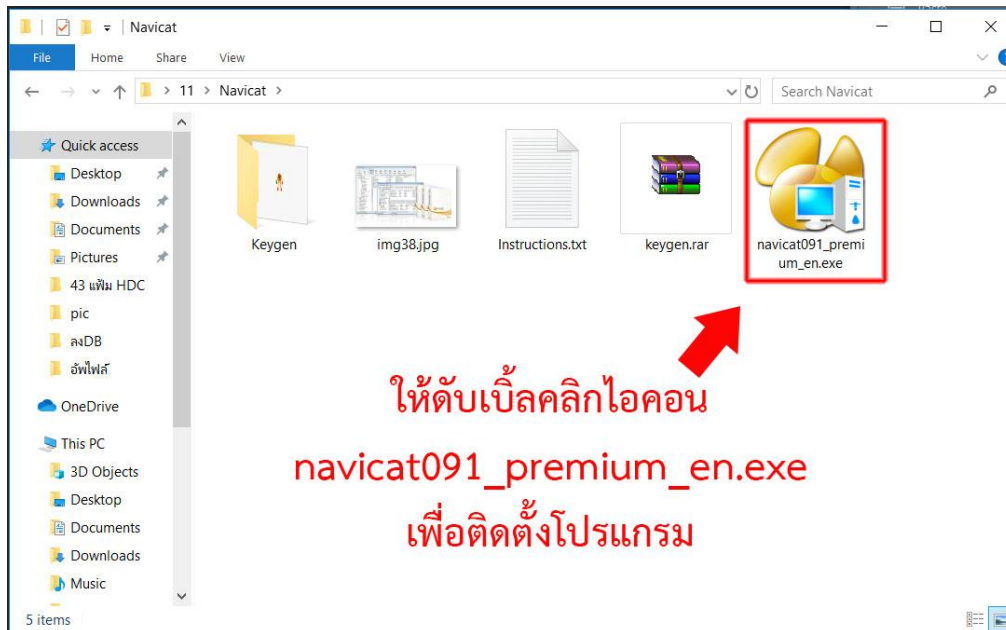 Navicat
File Home Share View
11 > Navicat >
Search Navicat
Quick access
Desktop
Downloads
Documents
Pictures
43 แฟ้ม HDC
pic
ลงDB
อัพไฟล์
OneDrive
This PC
3D Objects
Desktop
Documents
Downloads
Music
Keygen
img38.jpg
Instructions.txt
keygen.rar
navicat091_premi
um_en.exe
ให้ดับเบิ้ลคลิกไอคอน
navicat091_premium_en.exe
เพื่อติดตั้งโปรแกรม
5 items